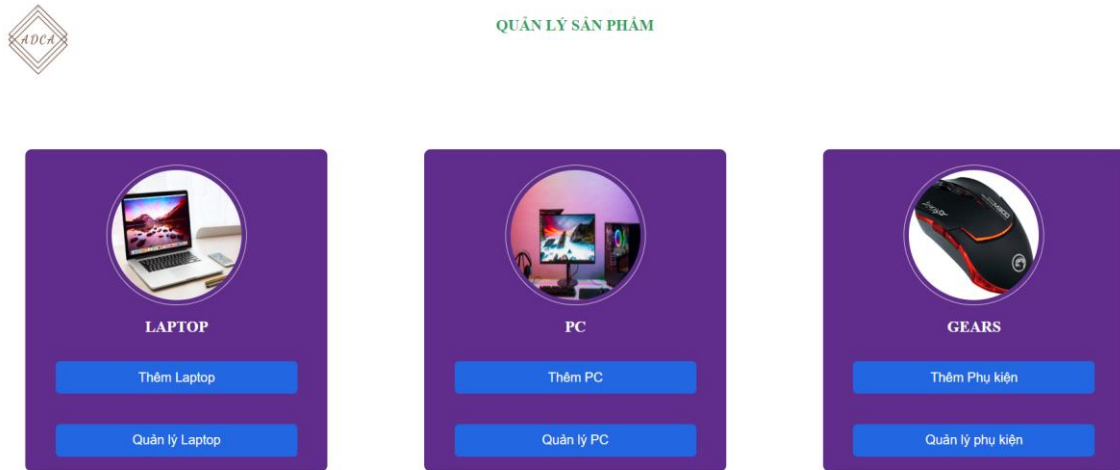 ADCA
QUẢN LÝ SẢN PHẨM
LAPTOP
Thêm Laptop
Quản lý Laptop
PC
Thêm PC
Quản lý PC
GEARS
Thêm Phụ kiện
Quản lý phụ kiện